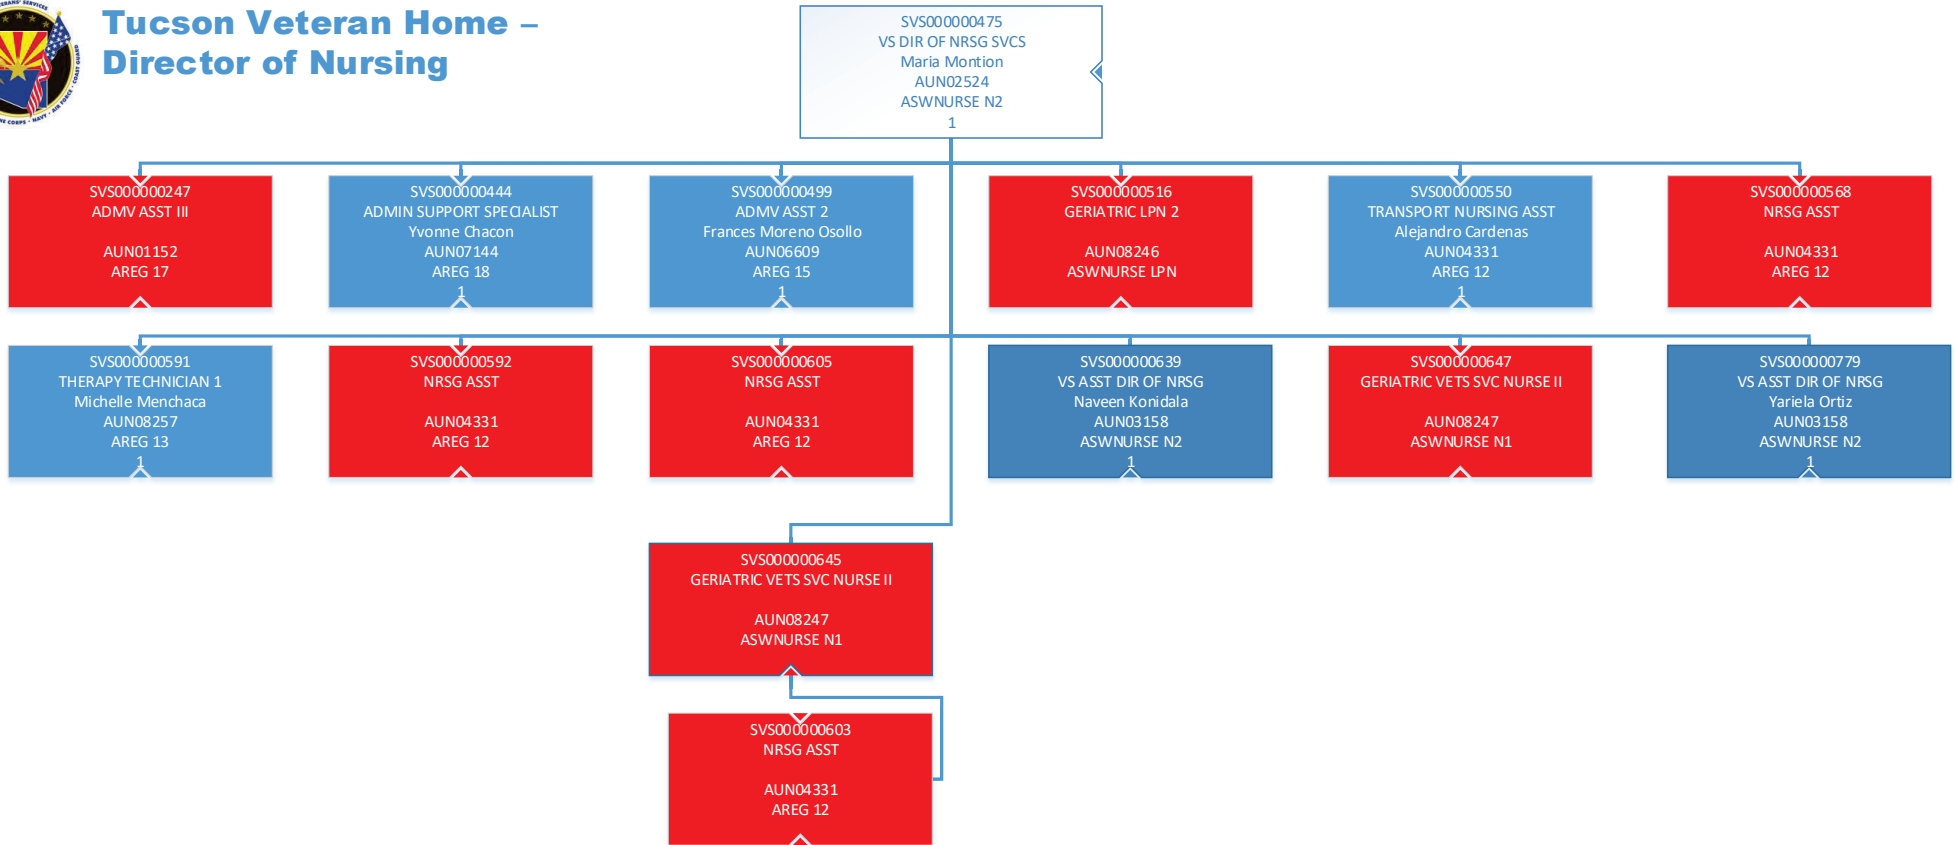 Tucson Veteran Home –
Director of Nursing
SVS000000475
VS DIR OF NRSG SVCS
Maria Montion
AUN02524
ASWNURSE N2
1
SVS000000247
ADMV ASST III
AUN01152
AREG 17
SVS000000444
ADMIN SUPPORT SPECIALIST
Yvonne Chacon
AUN07144
AREG 18
1
SVS000000499
ADMV ASST 2
Frances Moreno Osollo
AUN06609
AREG 15
1
SVS000000516
GERIATRIC LPN 2
AUN08246
ASWNURSE LPN
SVS000000550
TRANSPORT NURSING ASST
Alejandro Cardenas
AUN04331
AREG 12
1
SVS000000568
NRSG ASST
AUN04331
AREG 12
SVS000000591
THERAPY TECHNICIAN 1
Michelle Menchaca
AUN08257
AREG 13
1
SVS000000592
NRSG ASST
AUN04331
AREG 12
SVS000000605
NRSG ASST
AUN04331
AREG 12
SVS000000639
VS ASST DIR OF NRSG
Naveen Konidala
AUN03158
ASWNURSE N2
1
SVS000000647
GERIATRIC VETS SVC NURSE II
AUN08247
ASWNURSE N1
SVS000000779
VS ASST DIR OF NRSG
Yariela Ortiz
AUN03158
ASWNURSE N2
1
SVS000000645
GERIATRIC VETS SVC NURSE II
AUN08247
ASWNURSE N1
SVS000000603
NRSG ASST
AUN04331
AREG 12